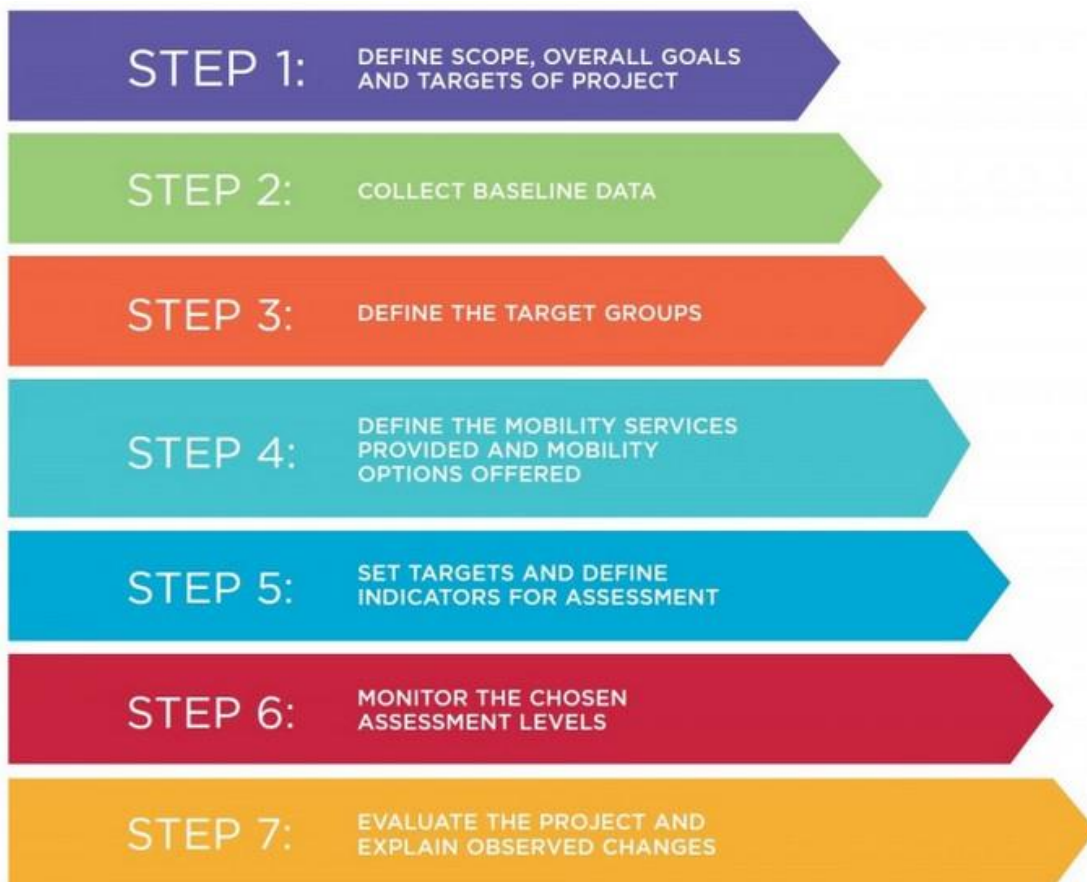 STEP 1:
DEFINE SCOPE, OVERALL GOALS
AND TARGETS OF PROJECT
STEP 2:
COLLECT BASELINE DATA
STEP 3:
DEFINE THE TARGET GROUPS
STEP 4:
DEFINE THE MOBILITY SERVICES
PROVIDED AND MOBILITY
OPTIONS OFFERED
STEP 5:
SET TARGETS AND DEFINE
INDICATORS FOR ASSESSMENT
STEP 6:
MONITOR THE CHOSEN
ASSESSMENT LEVELS
STEP 7:
EVALUATE THE PROJECT AND
EXPLAIN OBSERVED CHANGES